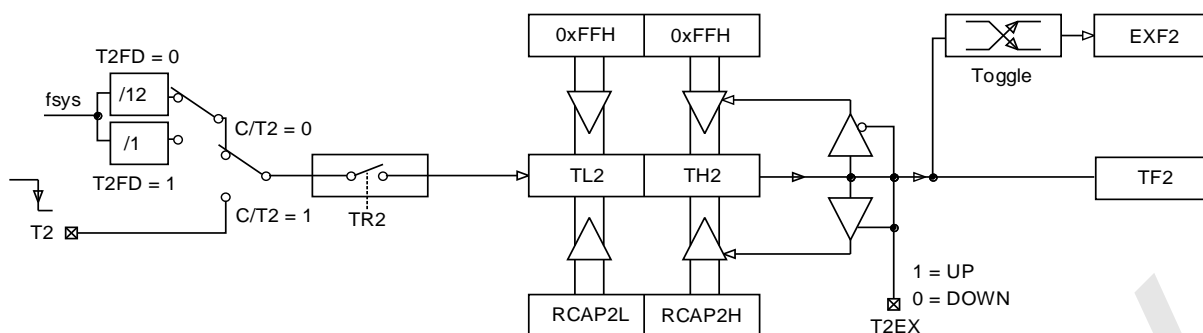 0xFFH 0xFFH EXF2
T2FD = 0
Toggle
/12
fsys
C/T2 = 0
/1
TL2 TH2 TF2
T2FD = 1
C/T2 = 1 TR2
T2
1 = UP
0 = DOWN
RCAP2L RCAP2H
T2EX